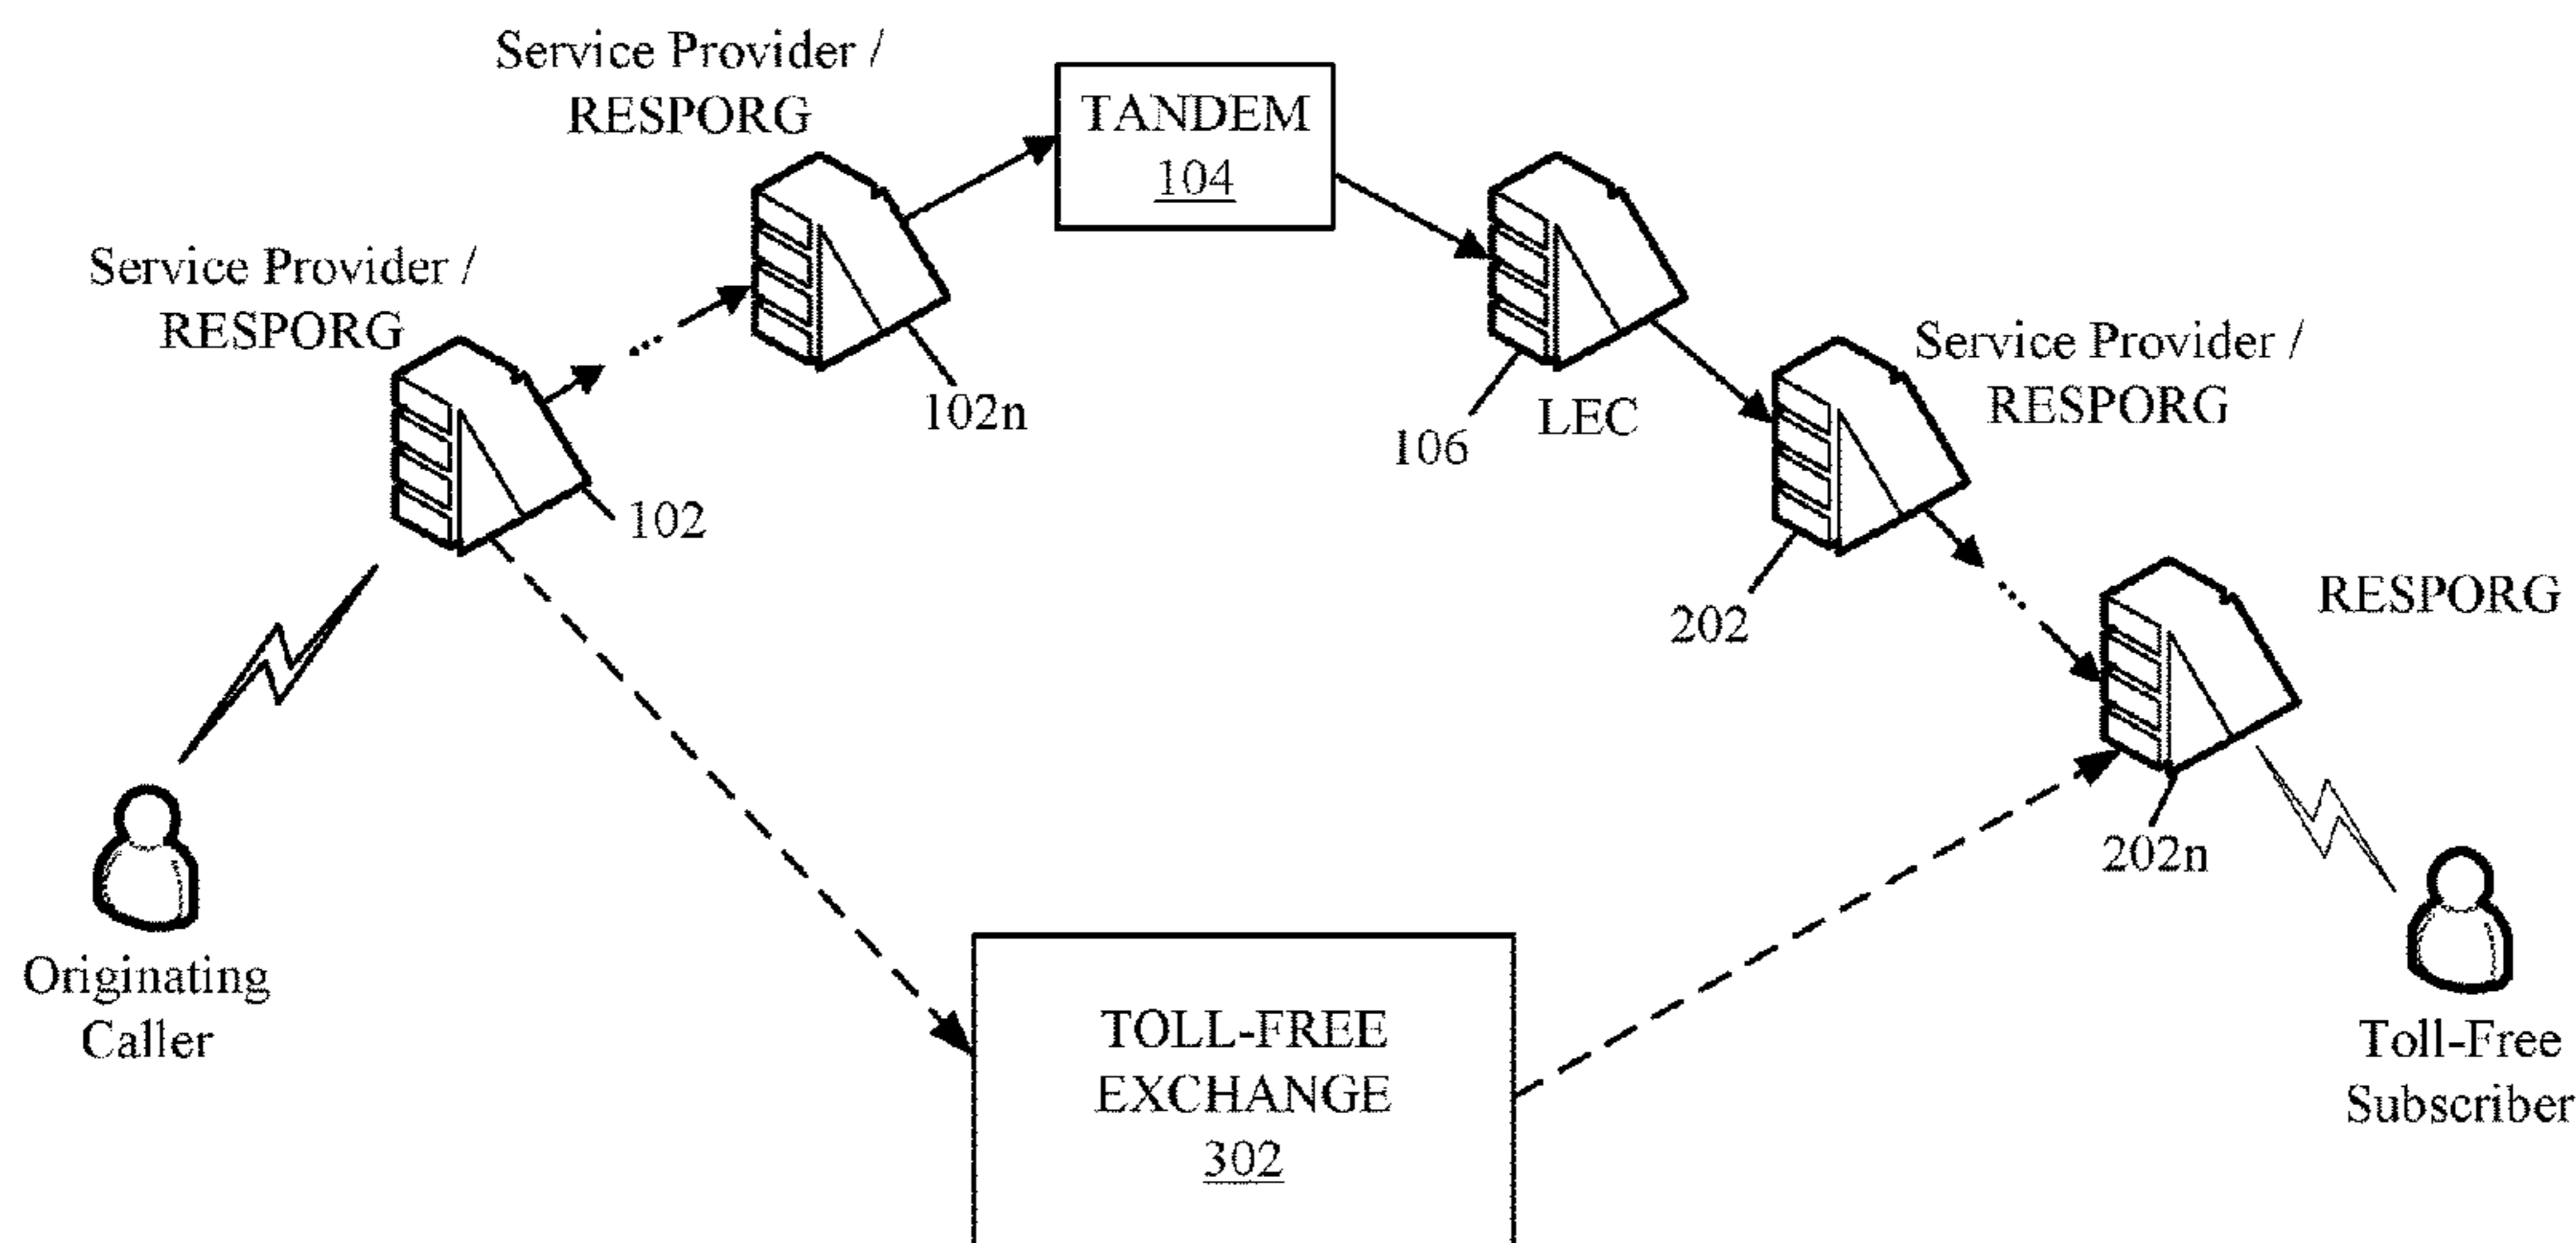 Service Provider /
RESPORG
TANDEM
104
Service Provider /
RESPORG
102n
102
106
LEC
Service Provider /
RESPORG
202
RESPORG
202n
Originating
Caller
TOLL-FREE
EXCHANGE
302
Toll-Free
Subscriber